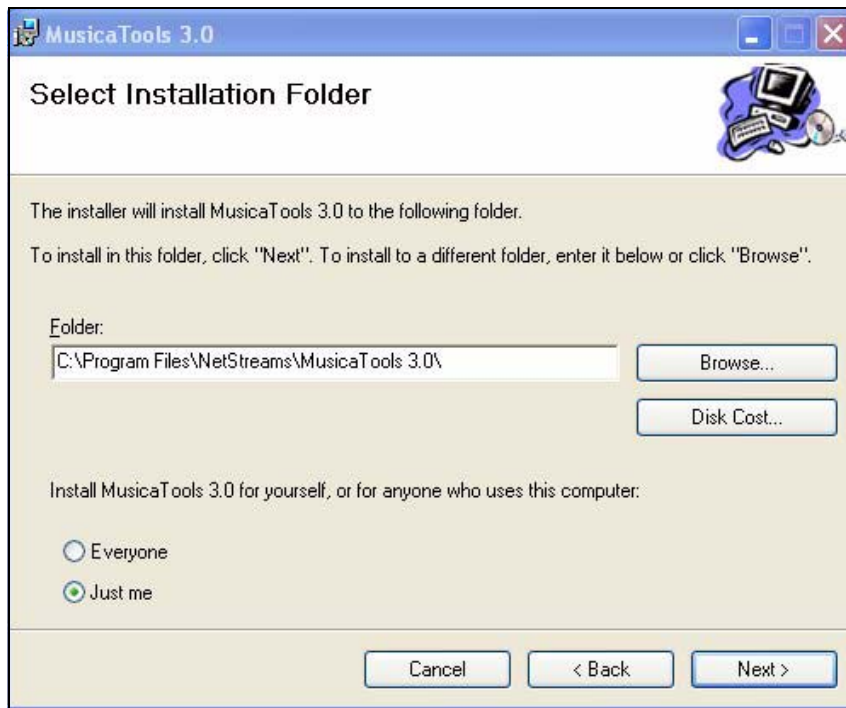 MusicaTools 3.0
Select Installation Folder
The installer will install MusicaTools 3.0 to the following folder.
To install in this folder, click "Next". To install to a different folder, enter it below or click "Browse".
Folder:
C:\Program Files\NetStreams\MusicaTools 3.0\
Browse...
Disk Cost...
Install MusicaTools 3.0 for yourself, or for anyone who uses this computer:
Everyone
Just me
Cancel
< Back
Next >